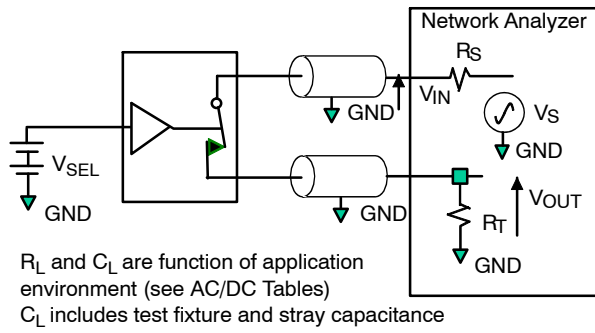 Network Analyzer
RS
GND
VIN
VS
GND
VSEL
GND
GND
VOUT
RT
GND
RL and CL are function of application
environment (see AC/DC Tables)
CL includes test fixture and stray capacitance